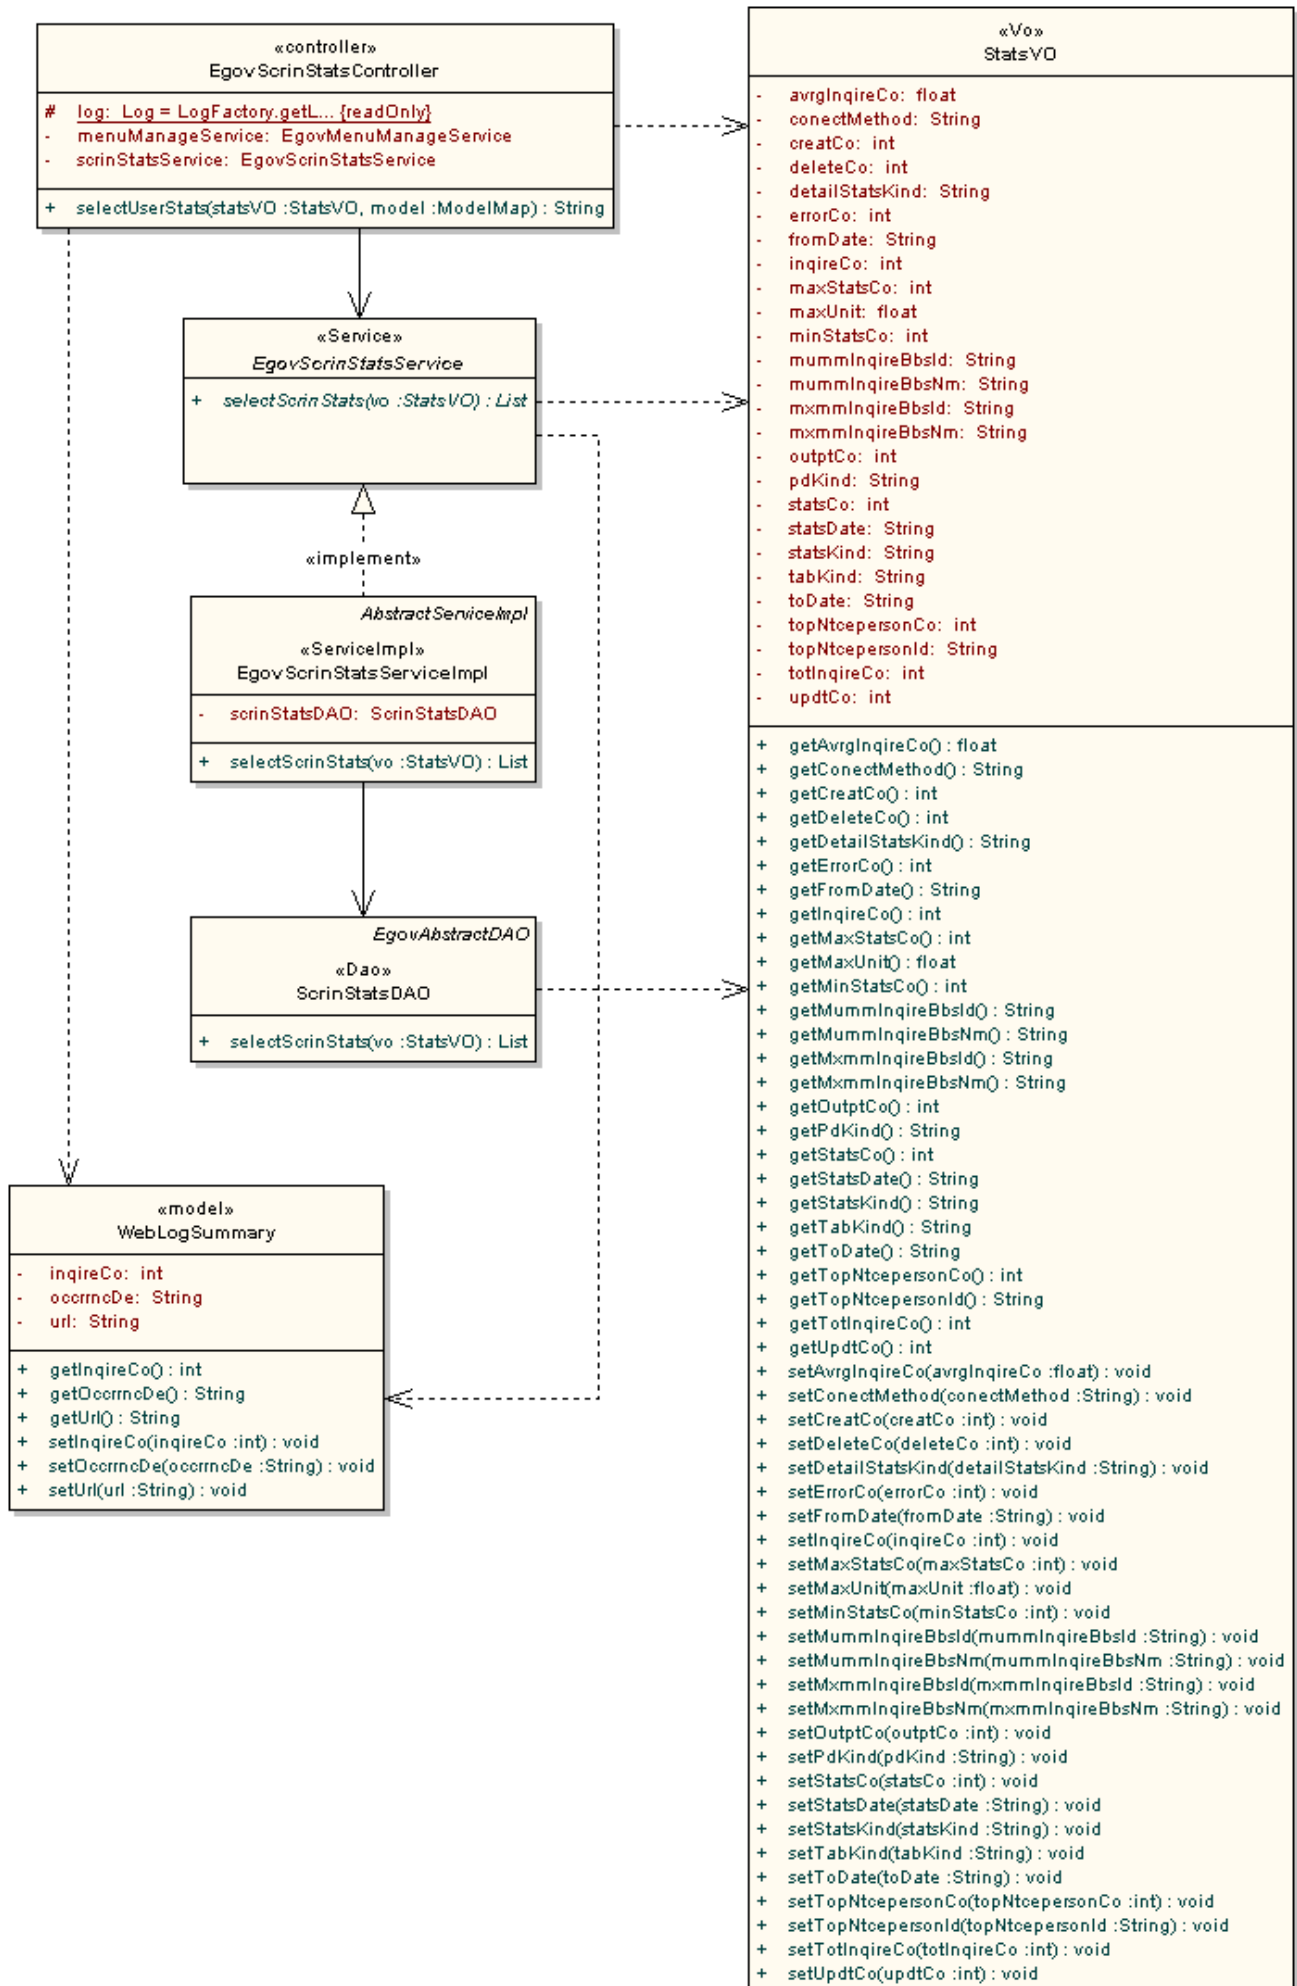 «controller»
EgovScrinStatsController
# log: Log = LogFactory.getL... {readOnly}
- menuManageService: EgovMenuManageService
- scrinStatsService: EgovScrinStatsService
+ selectUserStats(statsVO :StatsVO, model :ModelMap) : String
«Service»
EgovScrinStatsService
+ selectScrinStats(vo :StatsVO) : List
«implement»
AbstractServiceImpl
«ServiceImpl»
EgovScrinStatsServiceImpl
- scrinStatsDAO: ScrinStatsDAO
+ selectScrinStats(vo :StatsVO) : List
EgovAbstractDAO
«Dao»
ScrinStatsDAO
+ selectScrinStats(vo :StatsVO) : List
«model»
WebLogSummary
- inqireCo: int
- occrrncDe: String
- url: String
+ getInqireCo() : int
+ getOccrrncDe() : String
+ getUrl() : String
+ setInqireCo(inqireCo :int) : void
+ setOccrrncDe(occrrncDe :String) : void
+ setUrl(url :String) : void
«Vo»
StatsVO
- avrgInqireCo: float
- conectMethod: String
- creatCo: int
- deleteCo: int
- detailStatsKind: String
- errorCo: int
- fromDate: String
- inqireCo: int
- maxStatsCo: int
- maxUnit: float
- minStatsCo: int
- mummInqireBbsId: String
- mummInqireBbsNm: String
- mxmmInqireBbsId: String
- mxmmInqireBbsNm: String
- outptCo: int
- pdKind: String
- statsCo: int
- statsDate: String
- statsKind: String
- tabKind: String
- toDate: String
- topNtcepersonCo: int
- topNtcepersonId: String
- totInqireCo: int
- updtCo: int
+ getAvrgInqireCo() : float
+ getConectMethod() : String
+ getCreatCo() : int
+ getDeleteCo() : int
+ getDetailStatsKind() : String
+ getErrorCo() : int
+ getFromDate() : String
+ getInqireCo() : int
+ getMaxStatsCo() : int
+ getMaxUnit() : float
+ getMinStatsCo() : int
+ getMummInqireBbsId() : String
+ getMummInqireBbsNm() : String
+ getMxmmInqireBbsId() : String
+ getMxmmInqireBbsNm() : String
+ getOutptCo() : int
+ getPdKind() : String
+ getStatsCo() : int
+ getStatsDate() : String
+ getStatsKind() : String
+ getTabKind() : String
+ getToDate() : String
+ getTopNtcepersonCo() : int
+ getTopNtcepersonId() : String
+ getTotInqireCo() : int
+ getUpdtCo() : int
+ setAvrgInqireCo(avrgInqireCo :float) : void
+ setConectMethod(conectMethod :String) : void
+ setCreatCo(creatCo :int) : void
+ setDeleteCo(deleteCo :int) : void
+ setDetailStatsKind(detailStatsKind :String) : void
+ setErrorCo(errorCo :int) : void
+ setFromDate(fromDate :String) : void
+ setInqireCo(inqireCo :int) : void
+ setMaxStatsCo(maxStatsCo :int) : void
+ setMaxUnit(maxUnit :float) : void
+ setMinStatsCo(minStatsCo :int) : void
+ setMummInqireBbsId(mummInqireBbsId :String) : void
+ setMummInqireBbsNm(mummInqireBbsNm :String) : void
+ setMxmmInqireBbsId(mxmmInqireBbsId :String) : void
+ setMxmmInqireBbsNm(mxmmInqireBbsNm :String) : void
+ setOutptCo(outptCo :int) : void
+ setPdKind(pdKind :String) : void
+ setStatsCo(statsCo :int) : void
+ setStatsDate(statsDate :String) : void
+ setStatsKind(statsKind :String) : void
+ setTabKind(tabKind :String) : void
+ setToDate(toDate :String) : void
+ setTopNtcepersonCo(topNtcepersonCo :int) : void
+ setTopNtcepersonId(topNtcepersonId :String) : void
+ setTotInqireCo(totInqireCo :int) : void
+ setUpdtCo(updtCo :int) : void